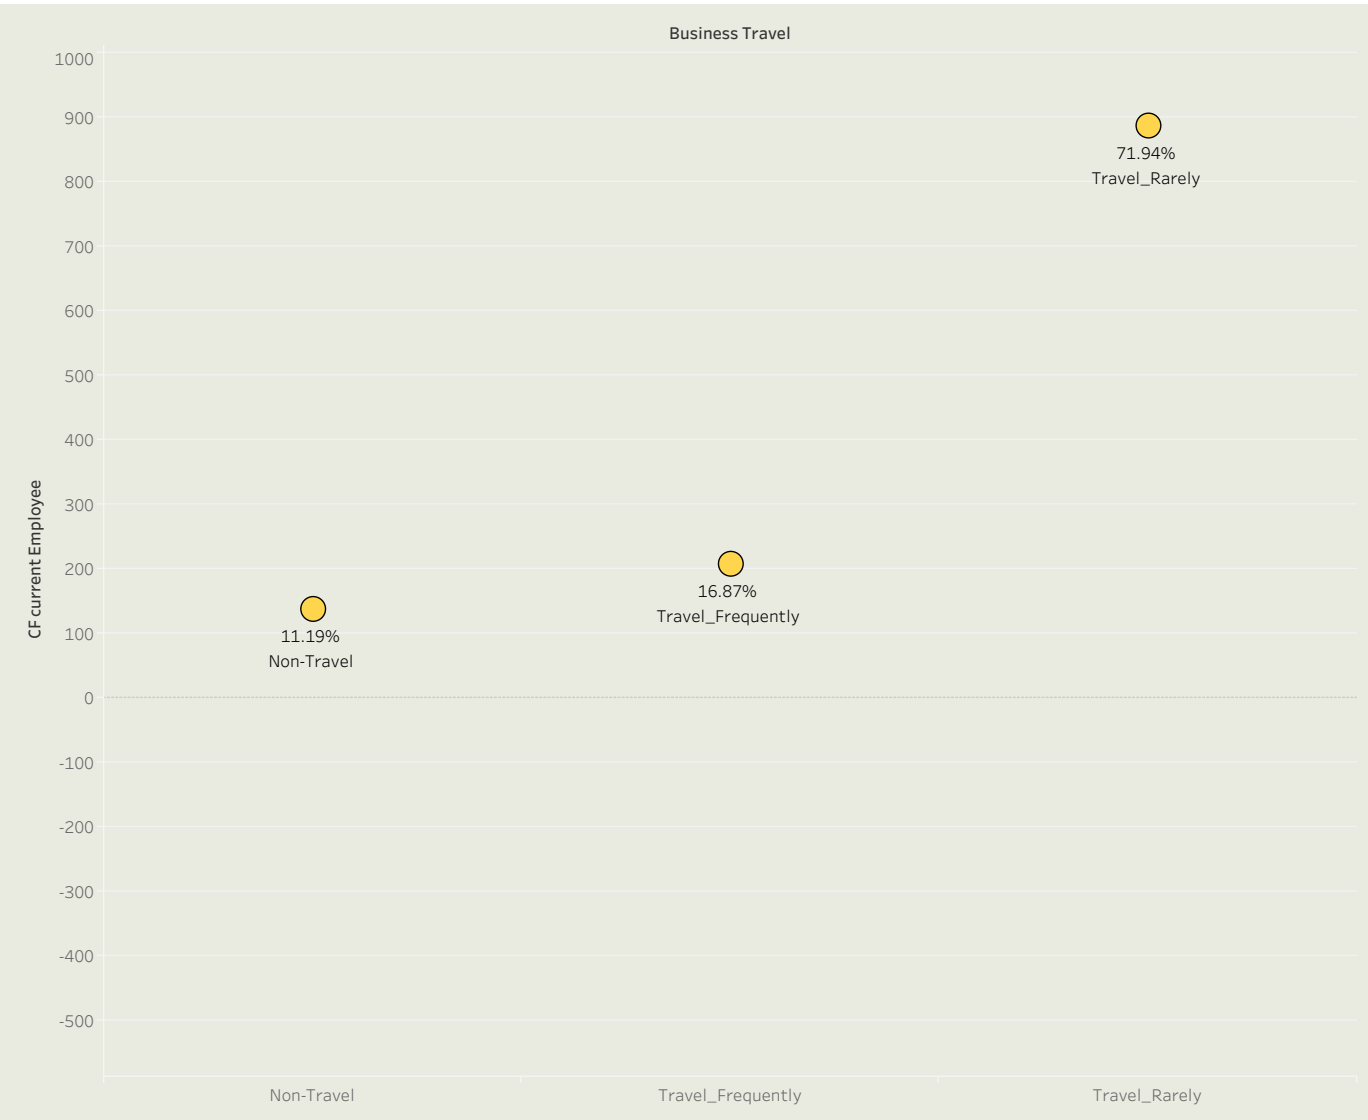 Business Travel
1000
900
71.94%
Travel_Rarely
800
700
600
500
400
300
200
16.87%
Travel_Frequently
100
11.19%
Non-Travel
0
-100
-200
-300
-400
-500
CF current Employee
Non-Travel
Travel_Frequently
Travel_Rarely